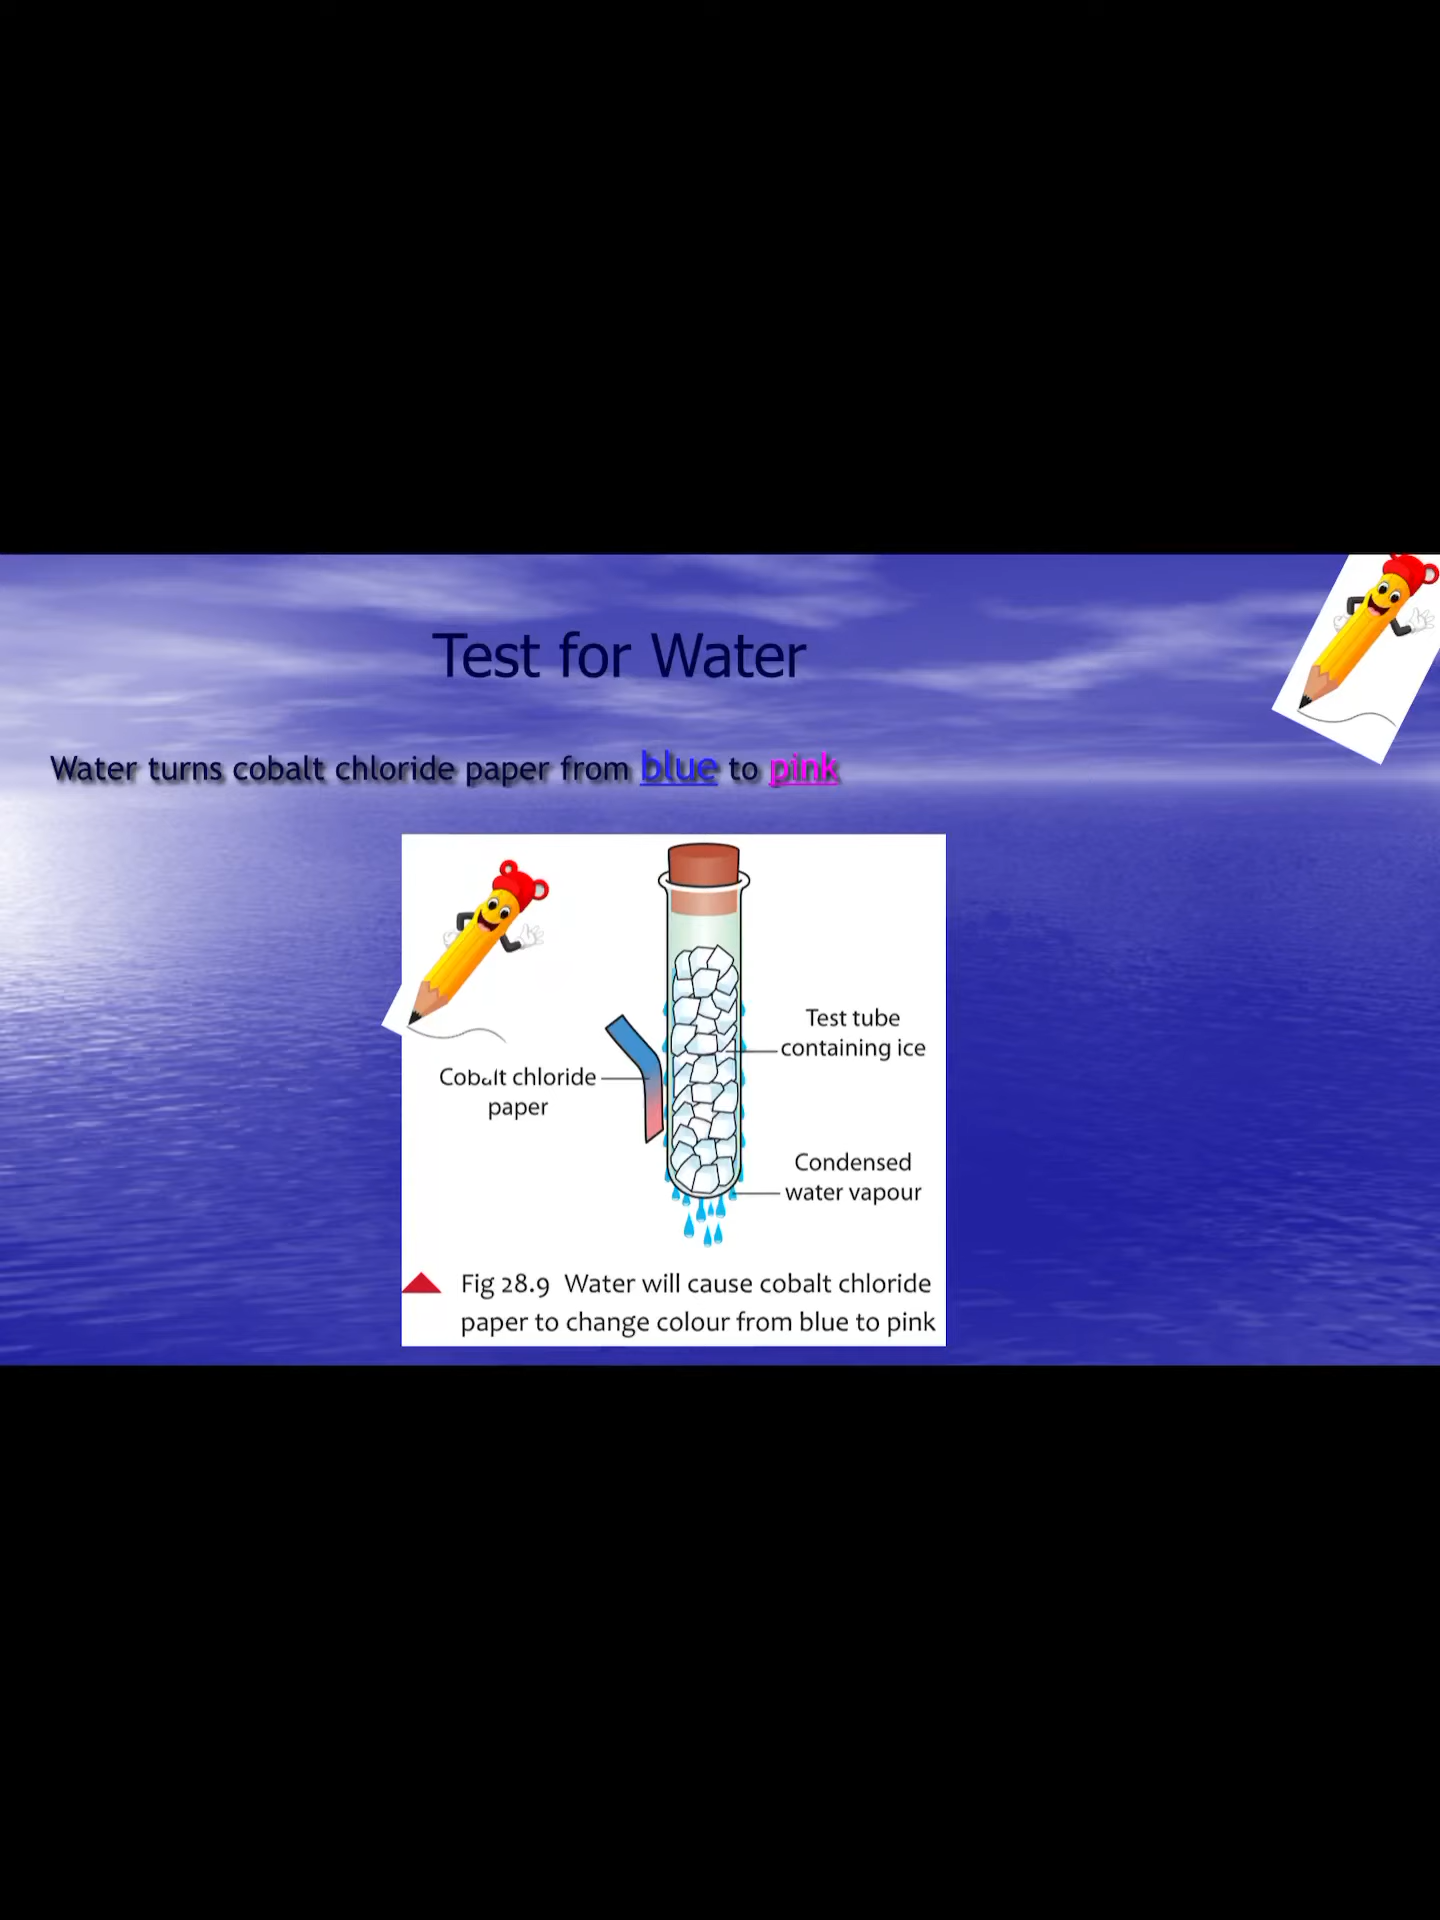 Test for Water
Water turns cobalt chloride paper from blue to pink
Test tube
containing ice
Cobalt chloride
paper
Condensed
water vapour
Fig 28.9 Water will cause cobalt chloride
paper to change colour from blue to pink